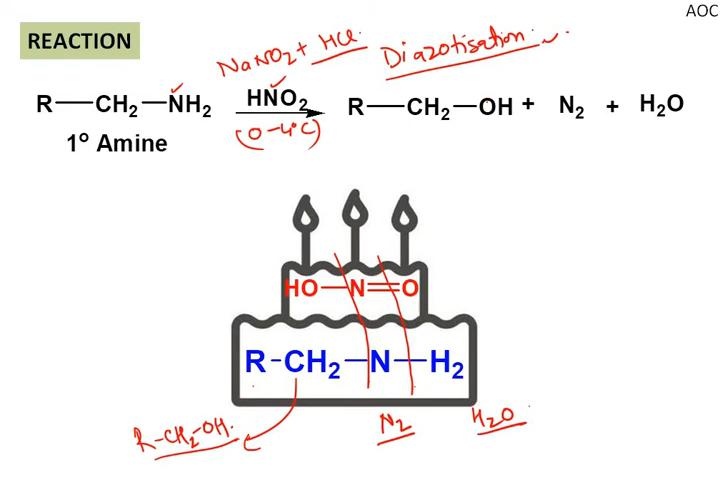 AOC
REACTION
NaNO₂ + HCl
Diazotisation
R—CH₂—NH₂ HNO₂ R—CH₂—OH + N₂ + H₂O
(0-4°C)
1° Amine
HO—N=O
R-CH₂—N—H₂
R-CH₂-OH.
N₂
H₂O